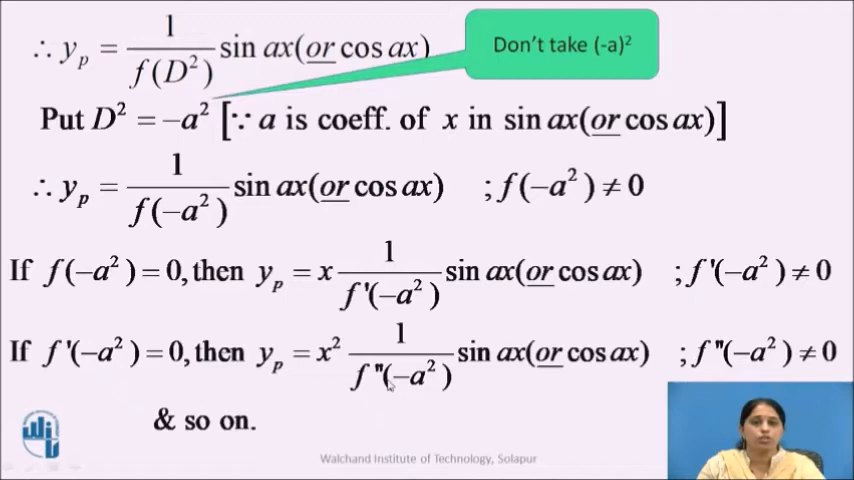 ∴ y_p = 1/f(D²) sin ax(or cos ax)
Don't take (-a)²
Put D² = −a² [∵ a is coeff. of x in sin ax(or cos ax)]
∴ y_p = 1/f(−a²) sin ax(or cos ax) ; f(−a²) ≠ 0
If f(−a²) = 0, then y_p = x 1/f'(−a²) sin ax(or cos ax) ; f'(−a²) ≠ 0
If f'(−a²) = 0, then y_p = x² 1/f"(−a²) sin ax(or cos ax) ; f"(−a²) ≠ 0
& so on.
Walchand Institute of Technology, Solapur